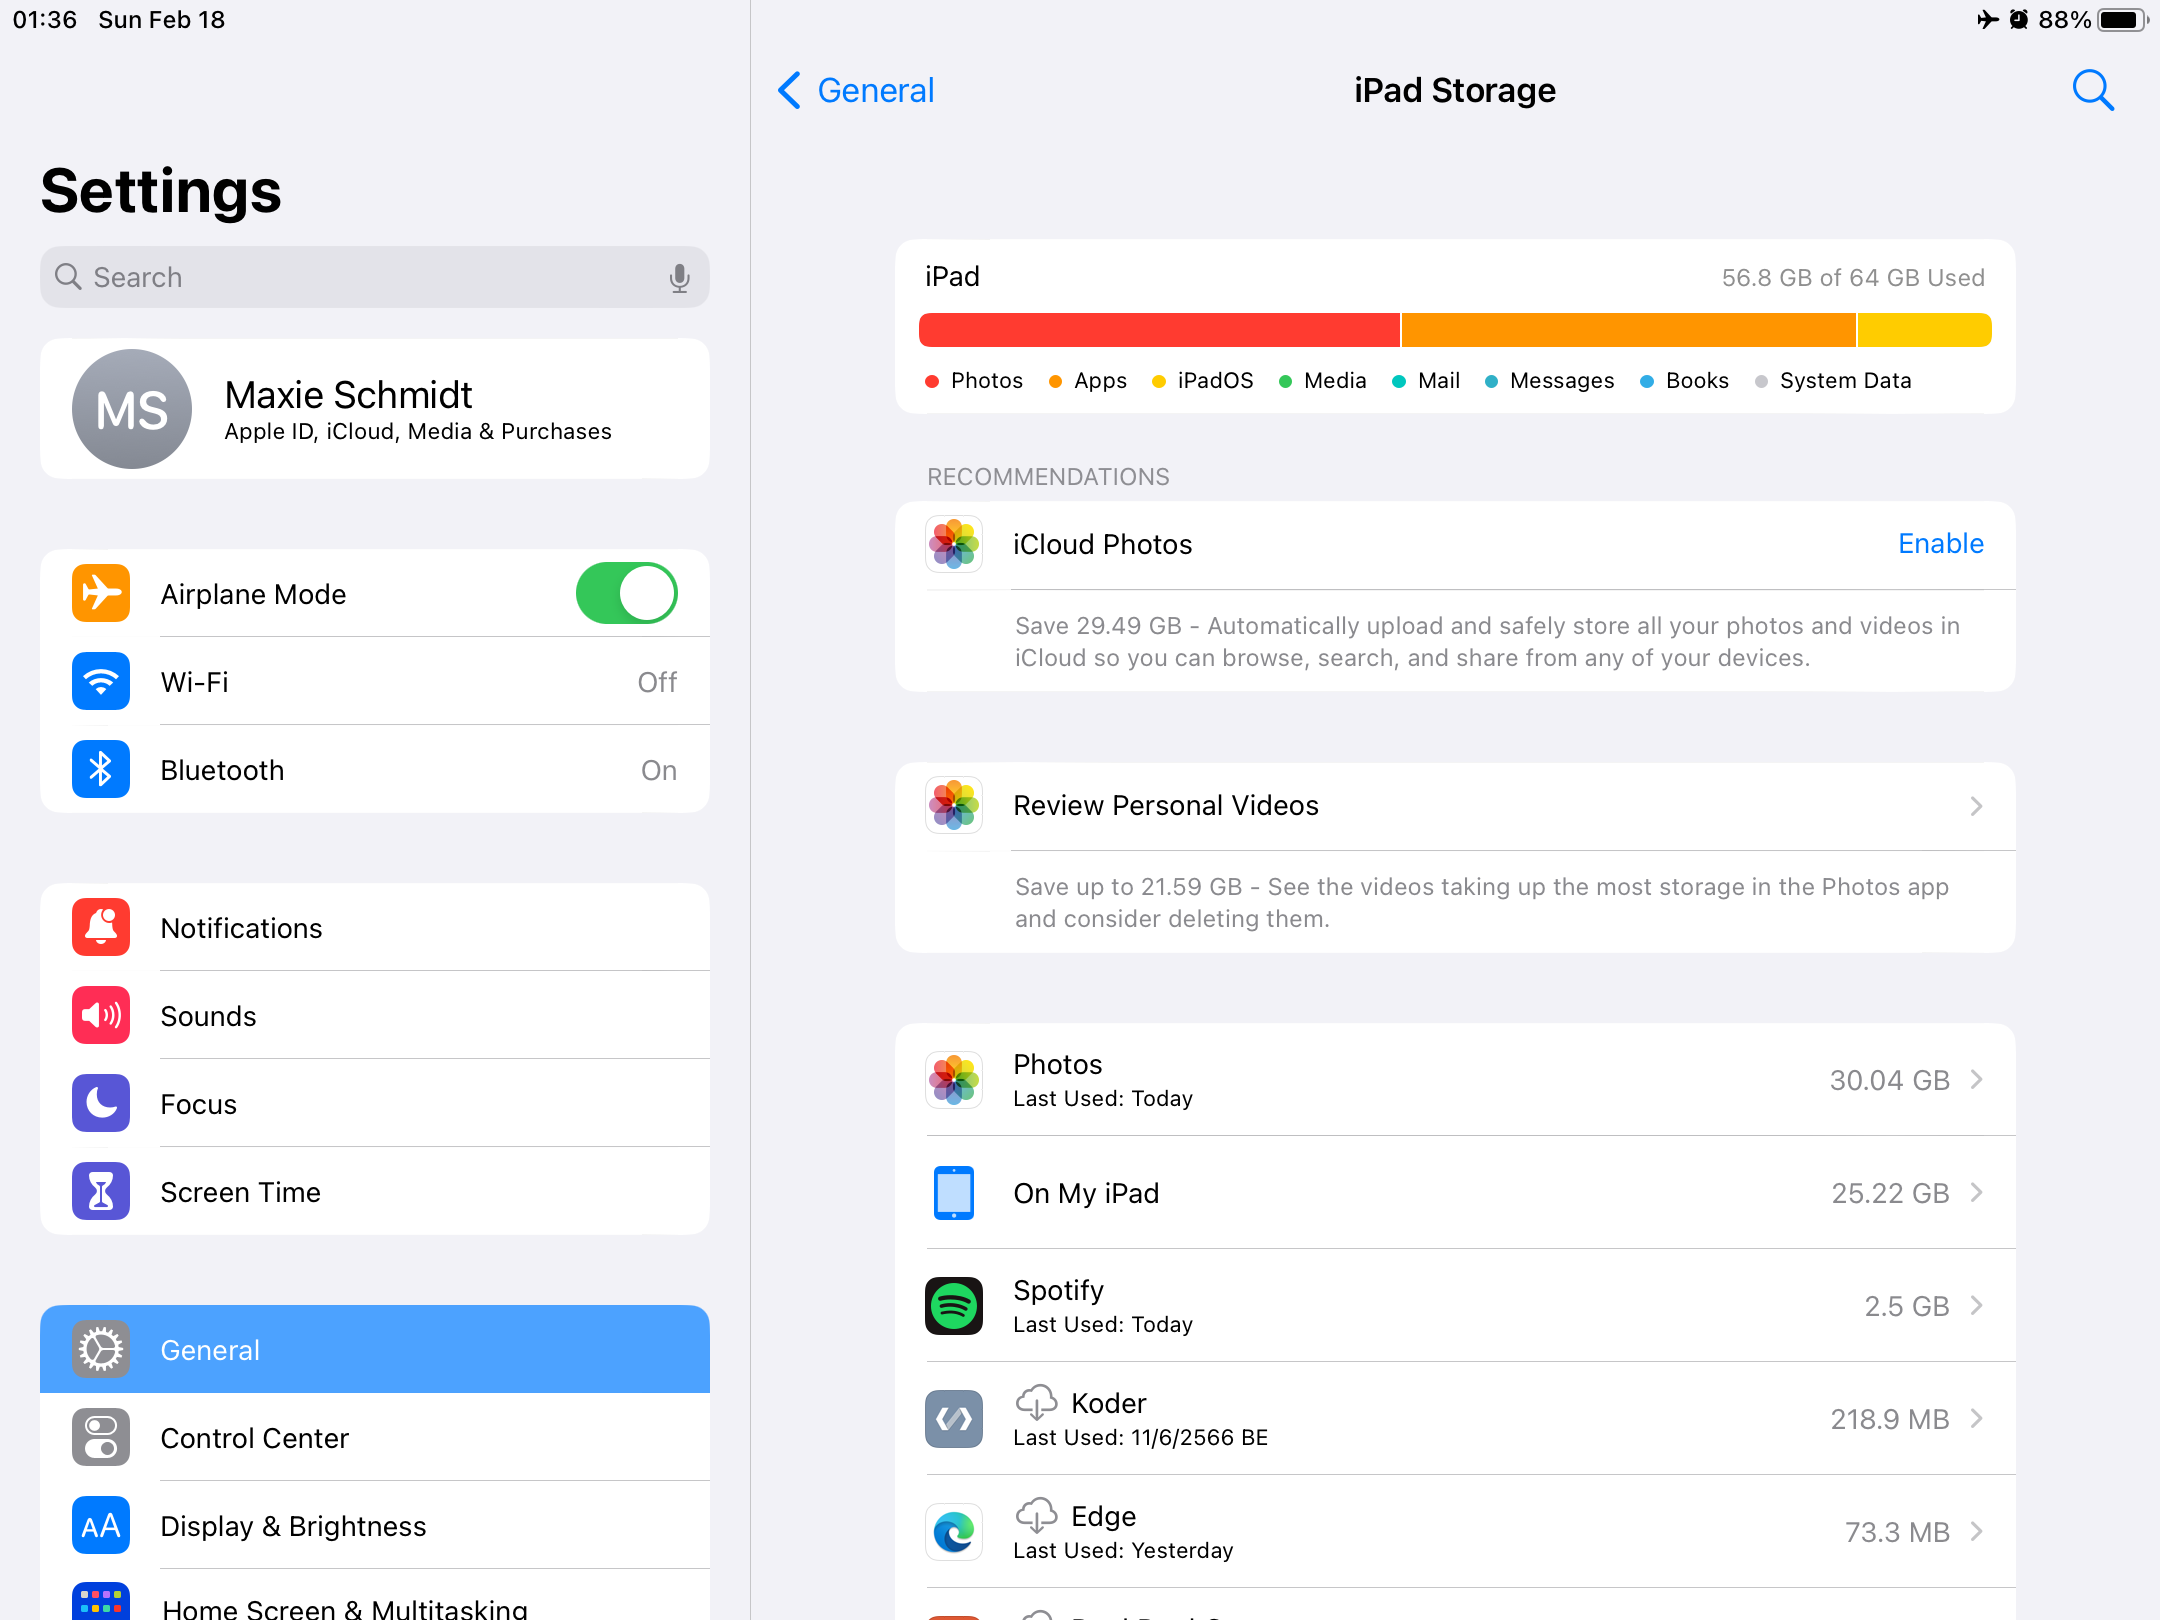 01:36 Sun Feb 18
88%
Settings
Search
MS
Maxie Schmidt
Apple ID, iCloud, Media & Purchases
Airplane Mode
Wi-Fi Off
Bluetooth On
Notifications
Sounds
Focus
Screen Time
General
Control Center
AA Display & Brightness
Home Screen & Multitasking
General
iPad Storage
iPad 56.8 GB of 64 GB Used
Photos Apps iPadOS Media Mail Messages Books System Data
RECOMMENDATIONS
iCloud Photos Enable
Save 29.49 GB - Automatically upload and safely store all your photos and videos in
iCloud so you can browse, search, and share from any of your devices.
Review Personal Videos
Save up to 21.59 GB - See the videos taking up the most storage in the Photos app
and consider deleting them.
Photos 30.04 GB
Last Used: Today
On My iPad 25.22 GB
Spotify 2.5 GB
Last Used: Today
Koder 218.9 MB
Last Used: 11/6/2566 BE
Edge 73.3 MB
Last Used: Yesterday